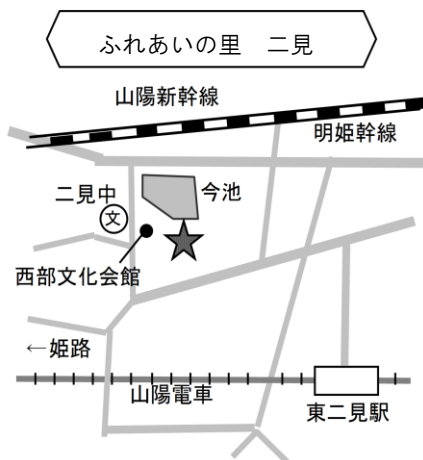 ふれあいの里　二見
山陽新幹線
明姫幹線
二見中
今池
文
西部文化会館
←姫路
山陽電車
東二見駅